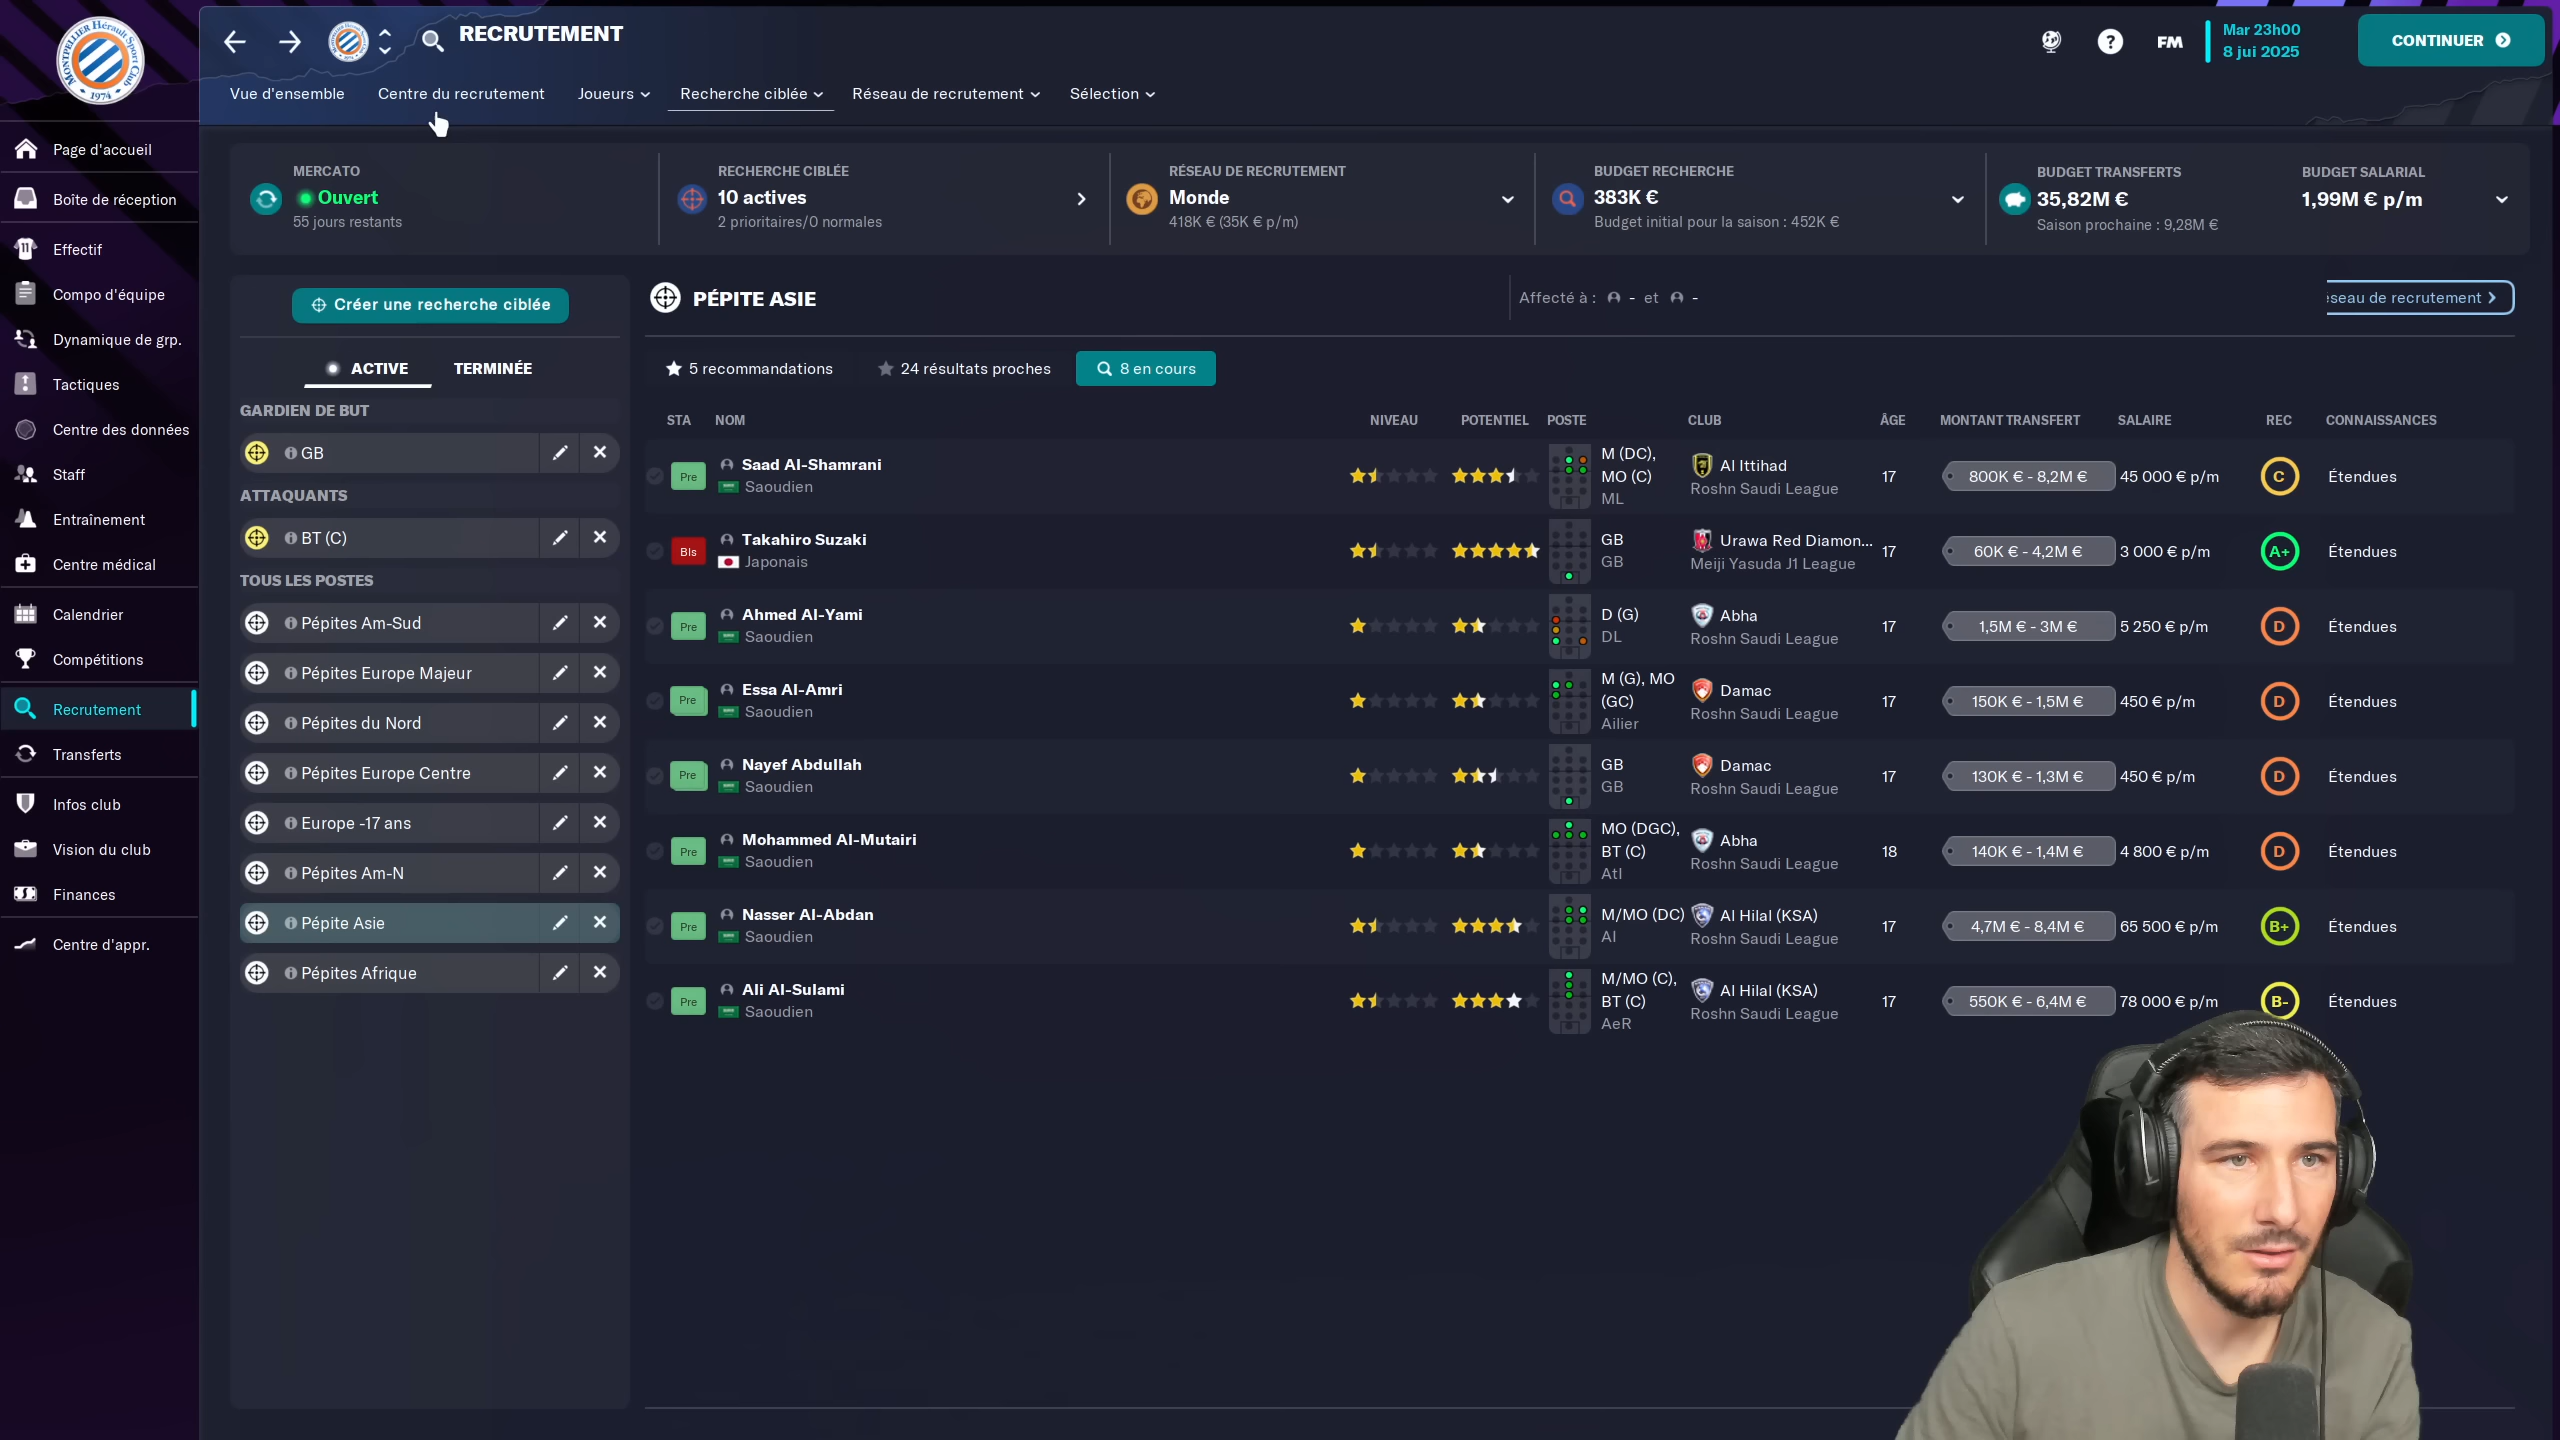 MONTPELLIER Hérault Sport Club
1974
RECRUTEMENT
FM
Mar 23h00
8 jui 2025
CONTINUER
Vue d'ensemble
Centre du recrutement
Joueurs
Recherche ciblée
Réseau de recrutement
Sélection
Page d'accueil
Boîte de réception
Effectif
Compo d'équipe
Dynamique de grp.
Tactiques
Centre des données
Staff
Entraînement
Centre médical
Calendrier
Compétitions
Recrutement
Transferts
Infos club
Vision du club
Finances
Centre d'appr.
MERCATO
Ouvert
55 jours restants
RECHERCHE CIBLÉE
10 actives
2 prioritaires/0 normales
RÉSEAU DE RECRUTEMENT
Monde
418K € (35K € p/m)
BUDGET RECHERCHE
383K €
Budget initial pour la saison : 452K €
BUDGET TRANSFERTS
35,82M €
Saison prochaine : 9,28M €
BUDGET SALARIAL
1,99M € p/m
Créer une recherche ciblée
ACTIVE
TERMINÉE
GARDIEN DE BUT
GB
ATTAQUANTS
BT (C)
TOUS LES POSTES
Pépites Am-Sud
Pépites Europe Majeur
Pépites du Nord
Pépites Europe Centre
Europe -17 ans
Pépites Am-N
Pépite Asie
Pépites Afrique
PÉPITE ASIE
Affecté à : - et -
seau de recrutement
5 recommandations
24 résultats proches
8 en cours
STA NOM NIVEAU POTENTIEL POSTE CLUB ÂGE MONTANT TRANSFERT SALAIRE REC CONNAISSANCES
Pre
Saad Al-Shamrani
Saoudien
M (DC),
MO (C)
ML
Al Ittihad
Roshn Saudi League
17
800K € - 8,2M €
45 000 € p/m
C
Étendues
Bls
Takahiro Suzaki
Japonais
GB
GB
Urawa Red Diamon...
Meiji Yasuda J1 League
17
60K € - 4,2M €
3 000 € p/m
A+
Étendues
Pre
Ahmed Al-Yami
Saoudien
D (G)
DL
Abha
Roshn Saudi League
17
1,5M € - 3M €
5 250 € p/m
D
Étendues
Pre
Essa Al-Amri
Saoudien
M (G), MO
(GC)
Ailier
Damac
Roshn Saudi League
17
150K € - 1,5M €
450 € p/m
D
Étendues
Pre
Nayef Abdullah
Saoudien
GB
GB
Damac
Roshn Saudi League
17
130K € - 1,3M €
450 € p/m
D
Étendues
Pre
Mohammed Al-Mutairi
Saoudien
MO (DGC),
BT (C)
Atl
Abha
Roshn Saudi League
18
140K € - 1,4M €
4 800 € p/m
D
Étendues
Pre
Nasser Al-Abdan
Saoudien
M/MO (DC)
AI
Al Hilal (KSA)
Roshn Saudi League
17
4,7M € - 8,4M €
65 500 € p/m
B+
Étendues
Pre
Ali Al-Sulami
Saoudien
M/MO (C),
BT (C)
AeR
Al Hilal (KSA)
Roshn Saudi League
17
550K € - 6,4M €
78 000 € p/m
B-
Étendues